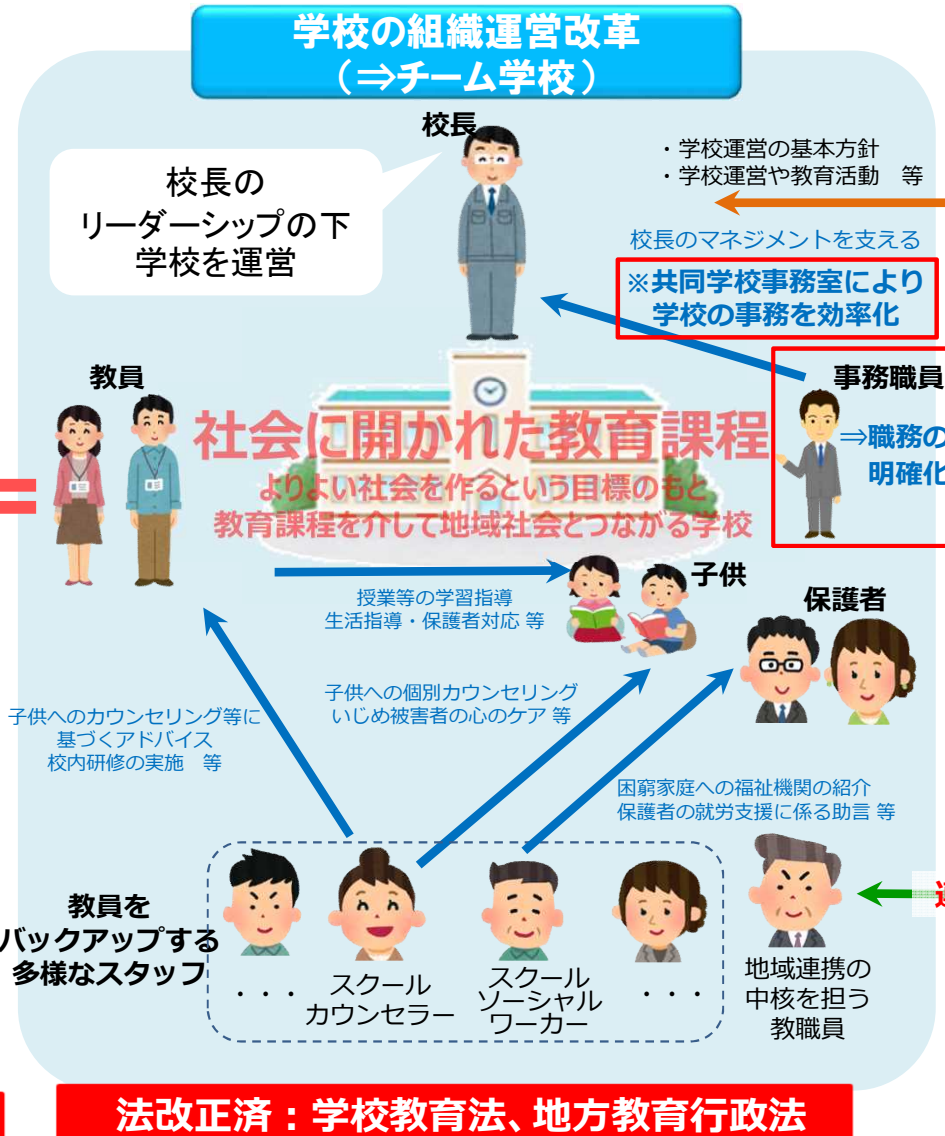 学校の組織運営改革
（⇒チーム学校）
校長
校長の
リーダーシップの下
学校を運営
・学校運営の基本方針
・学校運営や教育活動　等
校長のマネジメントを支える
※共同学校事務室により
学校の事務を効率化
教員
事務職員
⇒職務の
明確化
社会に開かれた教育課程
よりよい社会を作るという目標のもと
教育課程を介して地域社会とつながる学校
子供
授業等の学習指導
生活指導・保護者対応 等
保護者
子供へのカウンセリング等に
基づくアドバイス
校内研修の実施　等
子供への個別カウンセリング
いじめ被害者の心のケア 等
困窮家庭への福祉機関の紹介
保護者の就労支援に係る助言 等
教員を
バックアップする
多様なスタッフ
・・・
スクール
カウンセラー
スクール
ソーシャル
ワーカー
・・・
地域連携の
中核を担う
教職員
法改正済：学校教育法、地方教育行政法